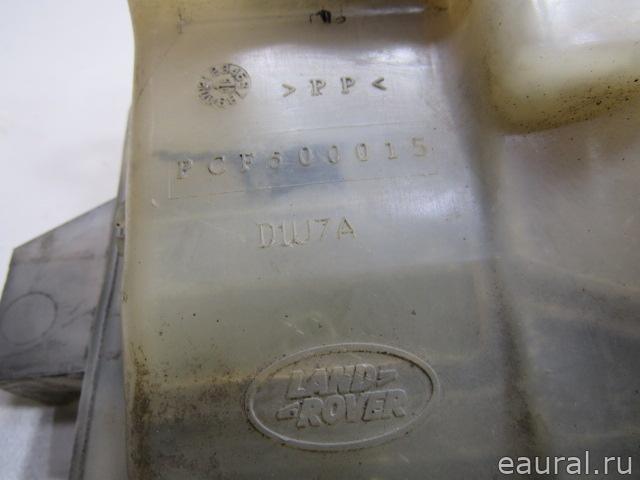 >PP<
PCF500015
D1U7A
LAND
ROVER
eaural.ru